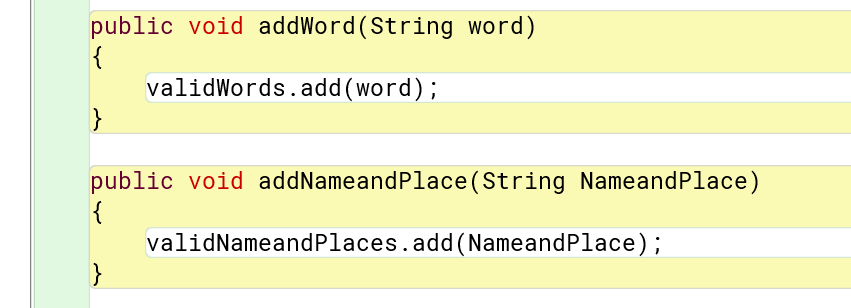 public void addWord(String word)
{
validWords.add(word);
}
public void addNameandPlace(String NameandPlace)
{
validNameandPlaces.add(NameandPlace);
}